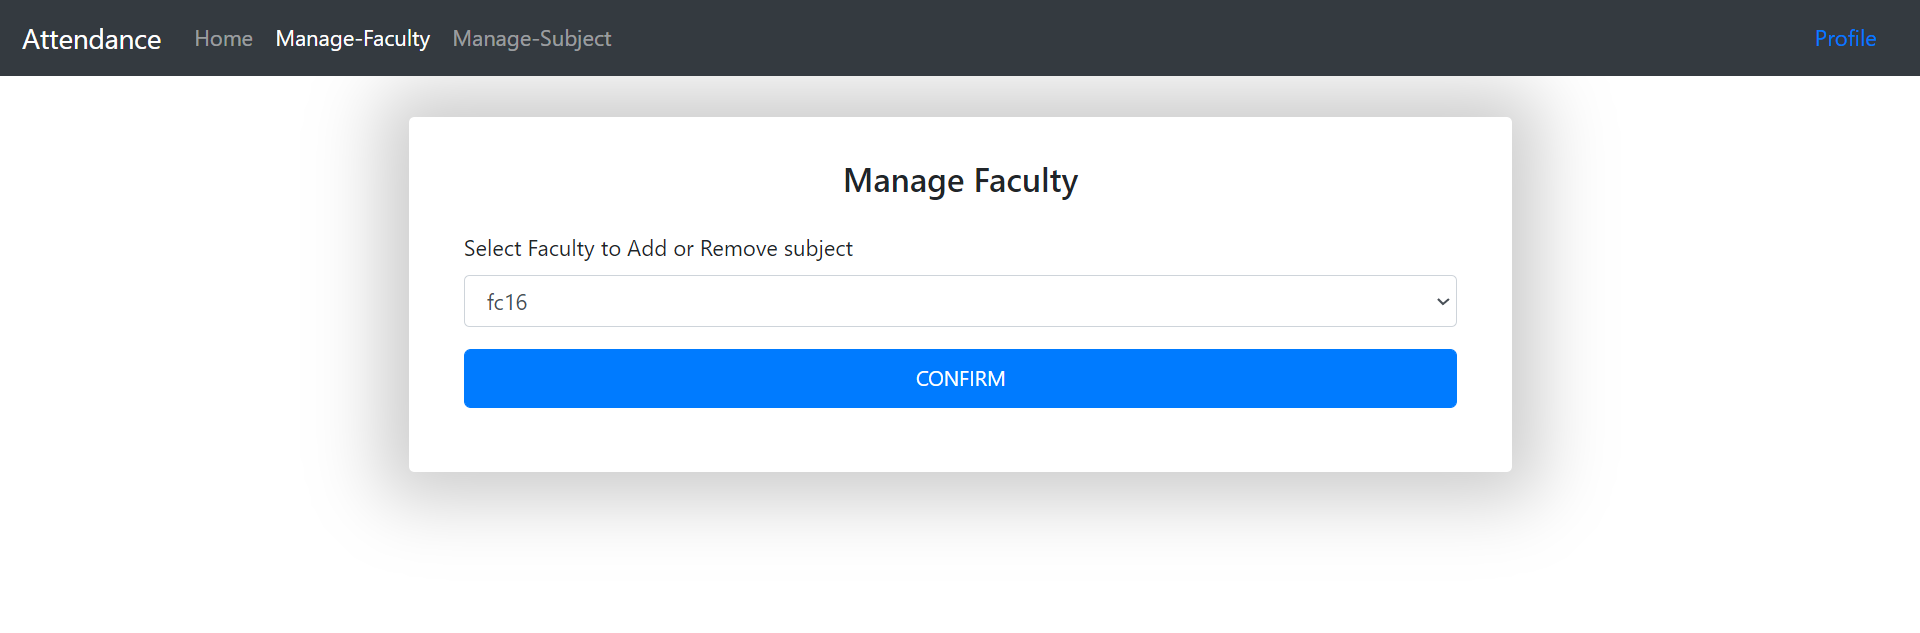 Attendance Home Manage-Faculty Manage-Subject Profile
Manage Faculty
Select Faculty to Add or Remove subject
fc16
CONFIRM